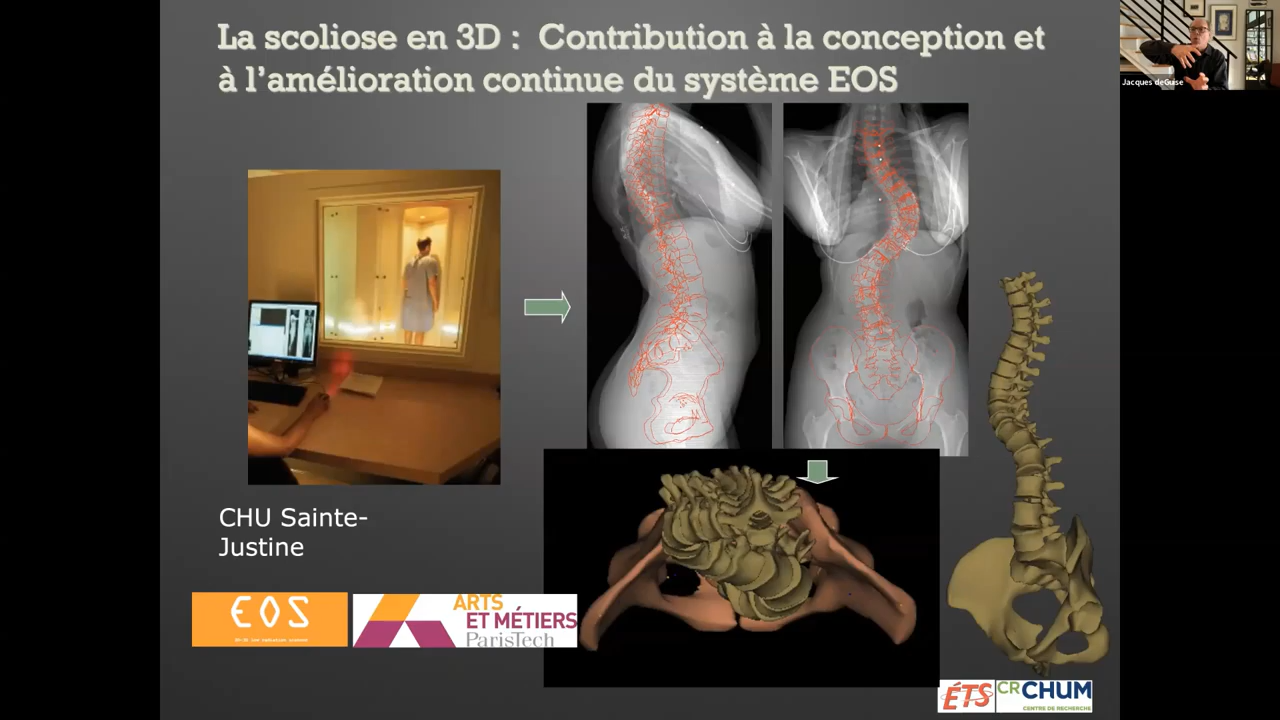 La scoliose en 3D : Contribution à la conception et
à l'amélioration continue du système EOS
Jacques deGuise
CHU Sainte-
Justine
EOS
ARTS
ET MÉTIERS
ParisTech
ÉTS
CRCHUM
CENTRE DE RECHERCHE